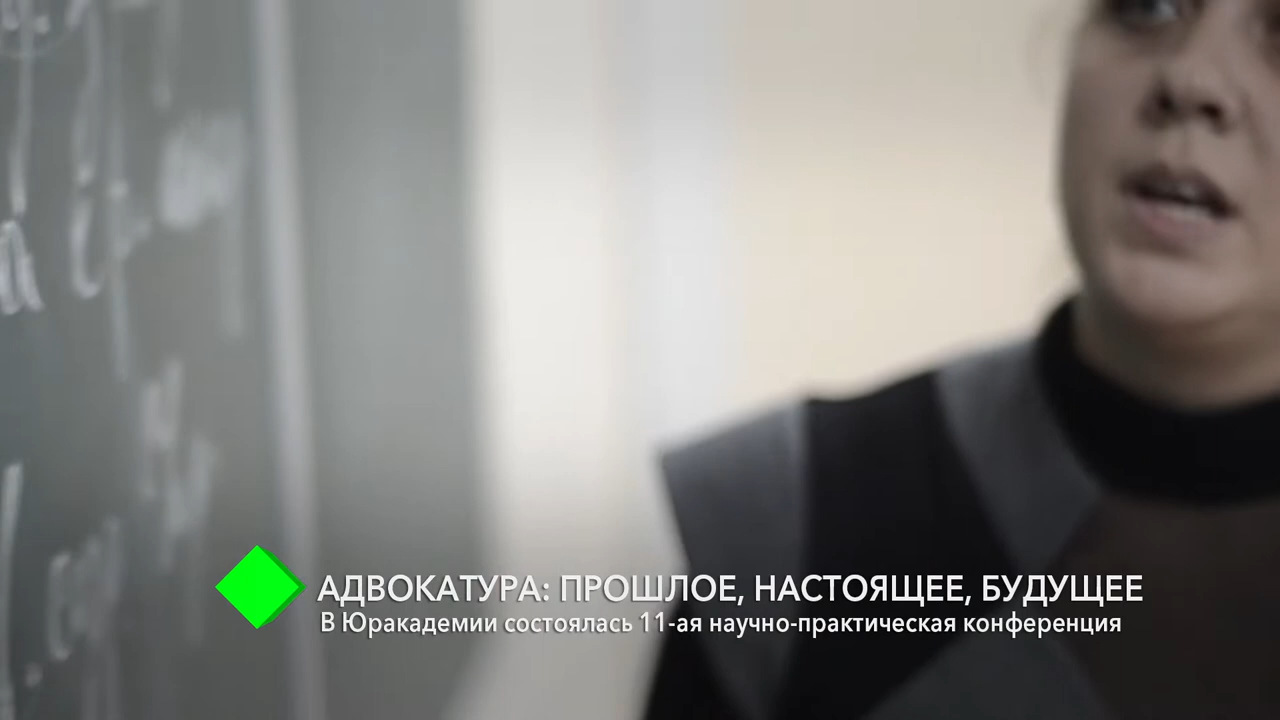 АДВОКАТУРА: ПРОШЛОЕ, НАСТОЯЩЕЕ, БУДУЩЕЕ
В Юракадемии состоялась 11-ая научно-практическая конференция